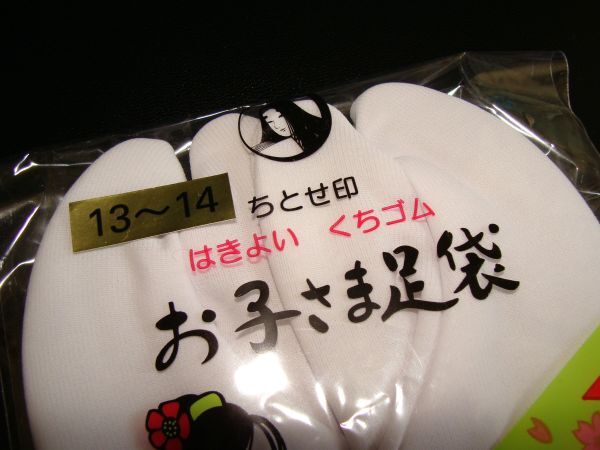 13～14
ちとせ印
はきよい くちゴム
お子さま足袋